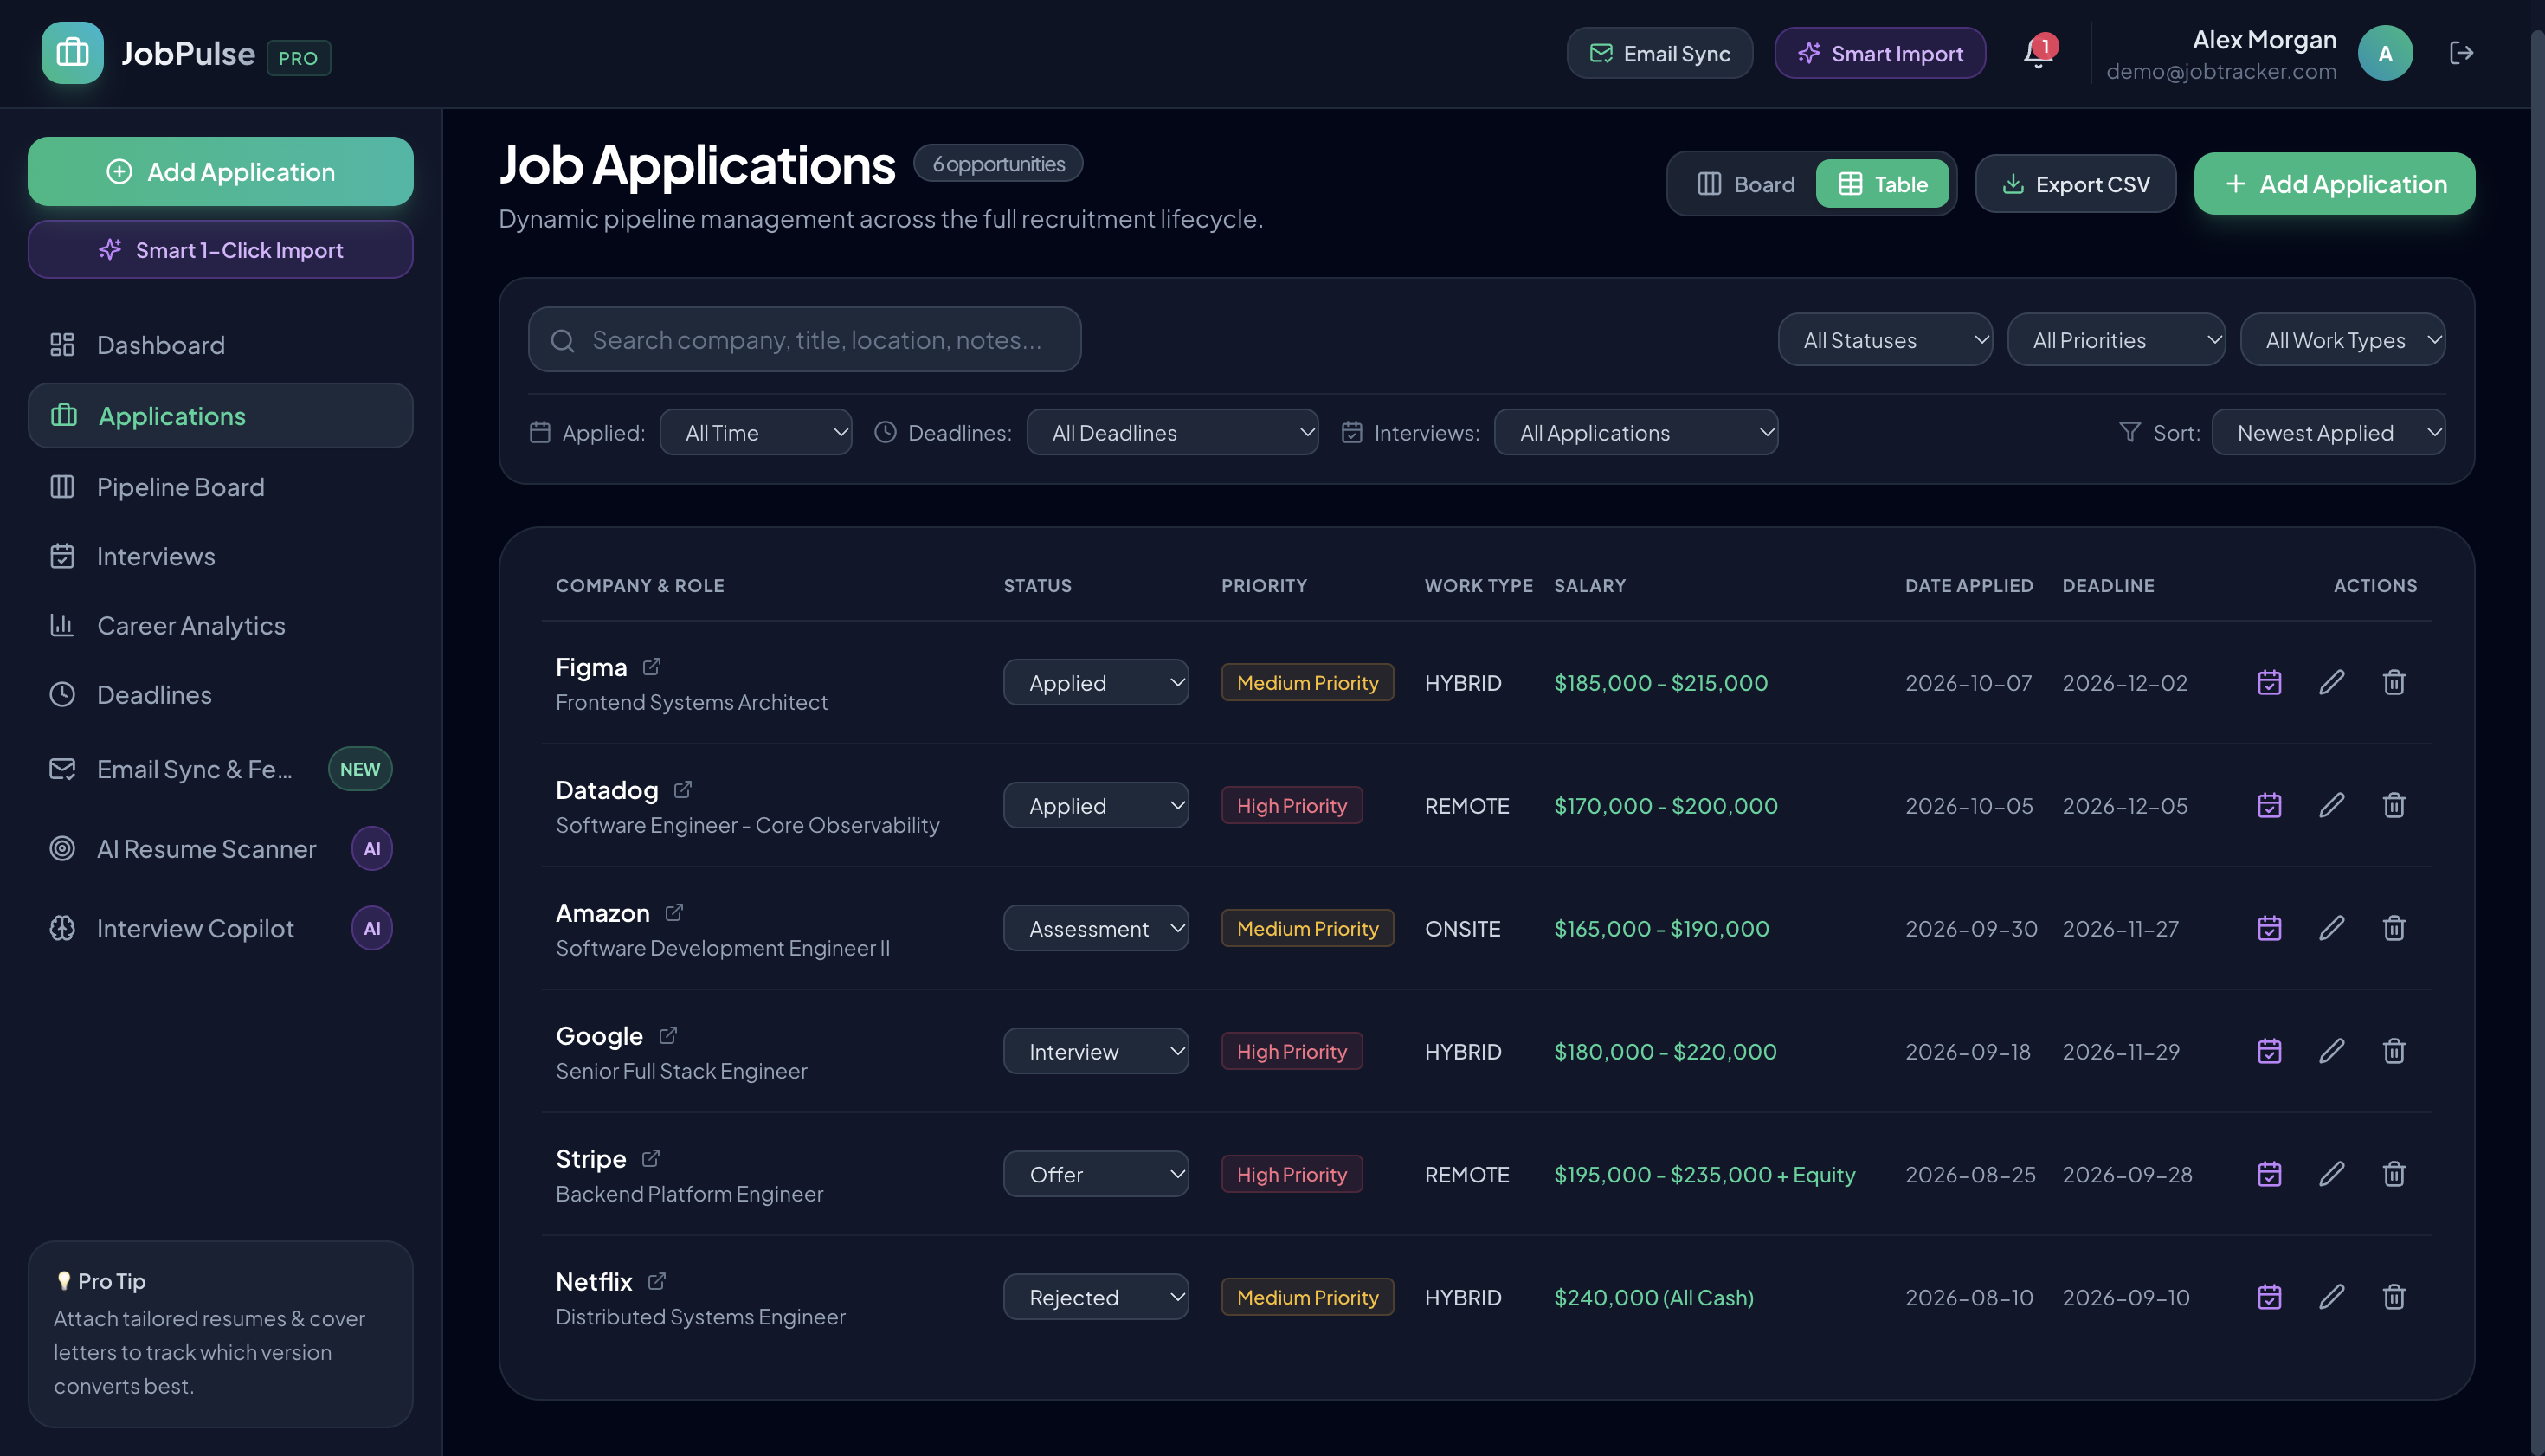 JobPulse PRO
Email Sync
Smart Import
1
Alex Morgan
demo@jobtracker.com
A
Add Application
Smart 1-Click Import
Dashboard
Applications
Pipeline Board
Interviews
Career Analytics
Deadlines
Email Sync & Fe... NEW
AI Resume Scanner AI
Interview Copilot AI
Pro Tip
Attach tailored resumes & cover
letters to track which version
converts best.
Job Applications 6 opportunities
Dynamic pipeline management across the full recruitment lifecycle.
Board Table Export CSV Add Application
Search company, title, location, notes...
All Statuses All Priorities All Work Types
Applied: All Time Deadlines: All Deadlines Interviews: All Applications Sort: Newest Applied
COMPANY & ROLE STATUS PRIORITY WORK TYPE SALARY DATE APPLIED DEADLINE ACTIONS
Figma
Frontend Systems Architect
Applied Medium Priority HYBRID $185,000 - $215,000 2026-10-07 2026-12-02
Datadog
Software Engineer - Core Observability
Applied High Priority REMOTE $170,000 - $200,000 2026-10-05 2026-12-05
Amazon
Software Development Engineer II
Assessment Medium Priority ONSITE $165,000 - $190,000 2026-09-30 2026-11-27
Google
Senior Full Stack Engineer
Interview High Priority HYBRID $180,000 - $220,000 2026-09-18 2026-11-29
Stripe
Backend Platform Engineer
Offer High Priority REMOTE $195,000 - $235,000 + Equity 2026-08-25 2026-09-28
Netflix
Distributed Systems Engineer
Rejected Medium Priority HYBRID $240,000 (All Cash) 2026-08-10 2026-09-10